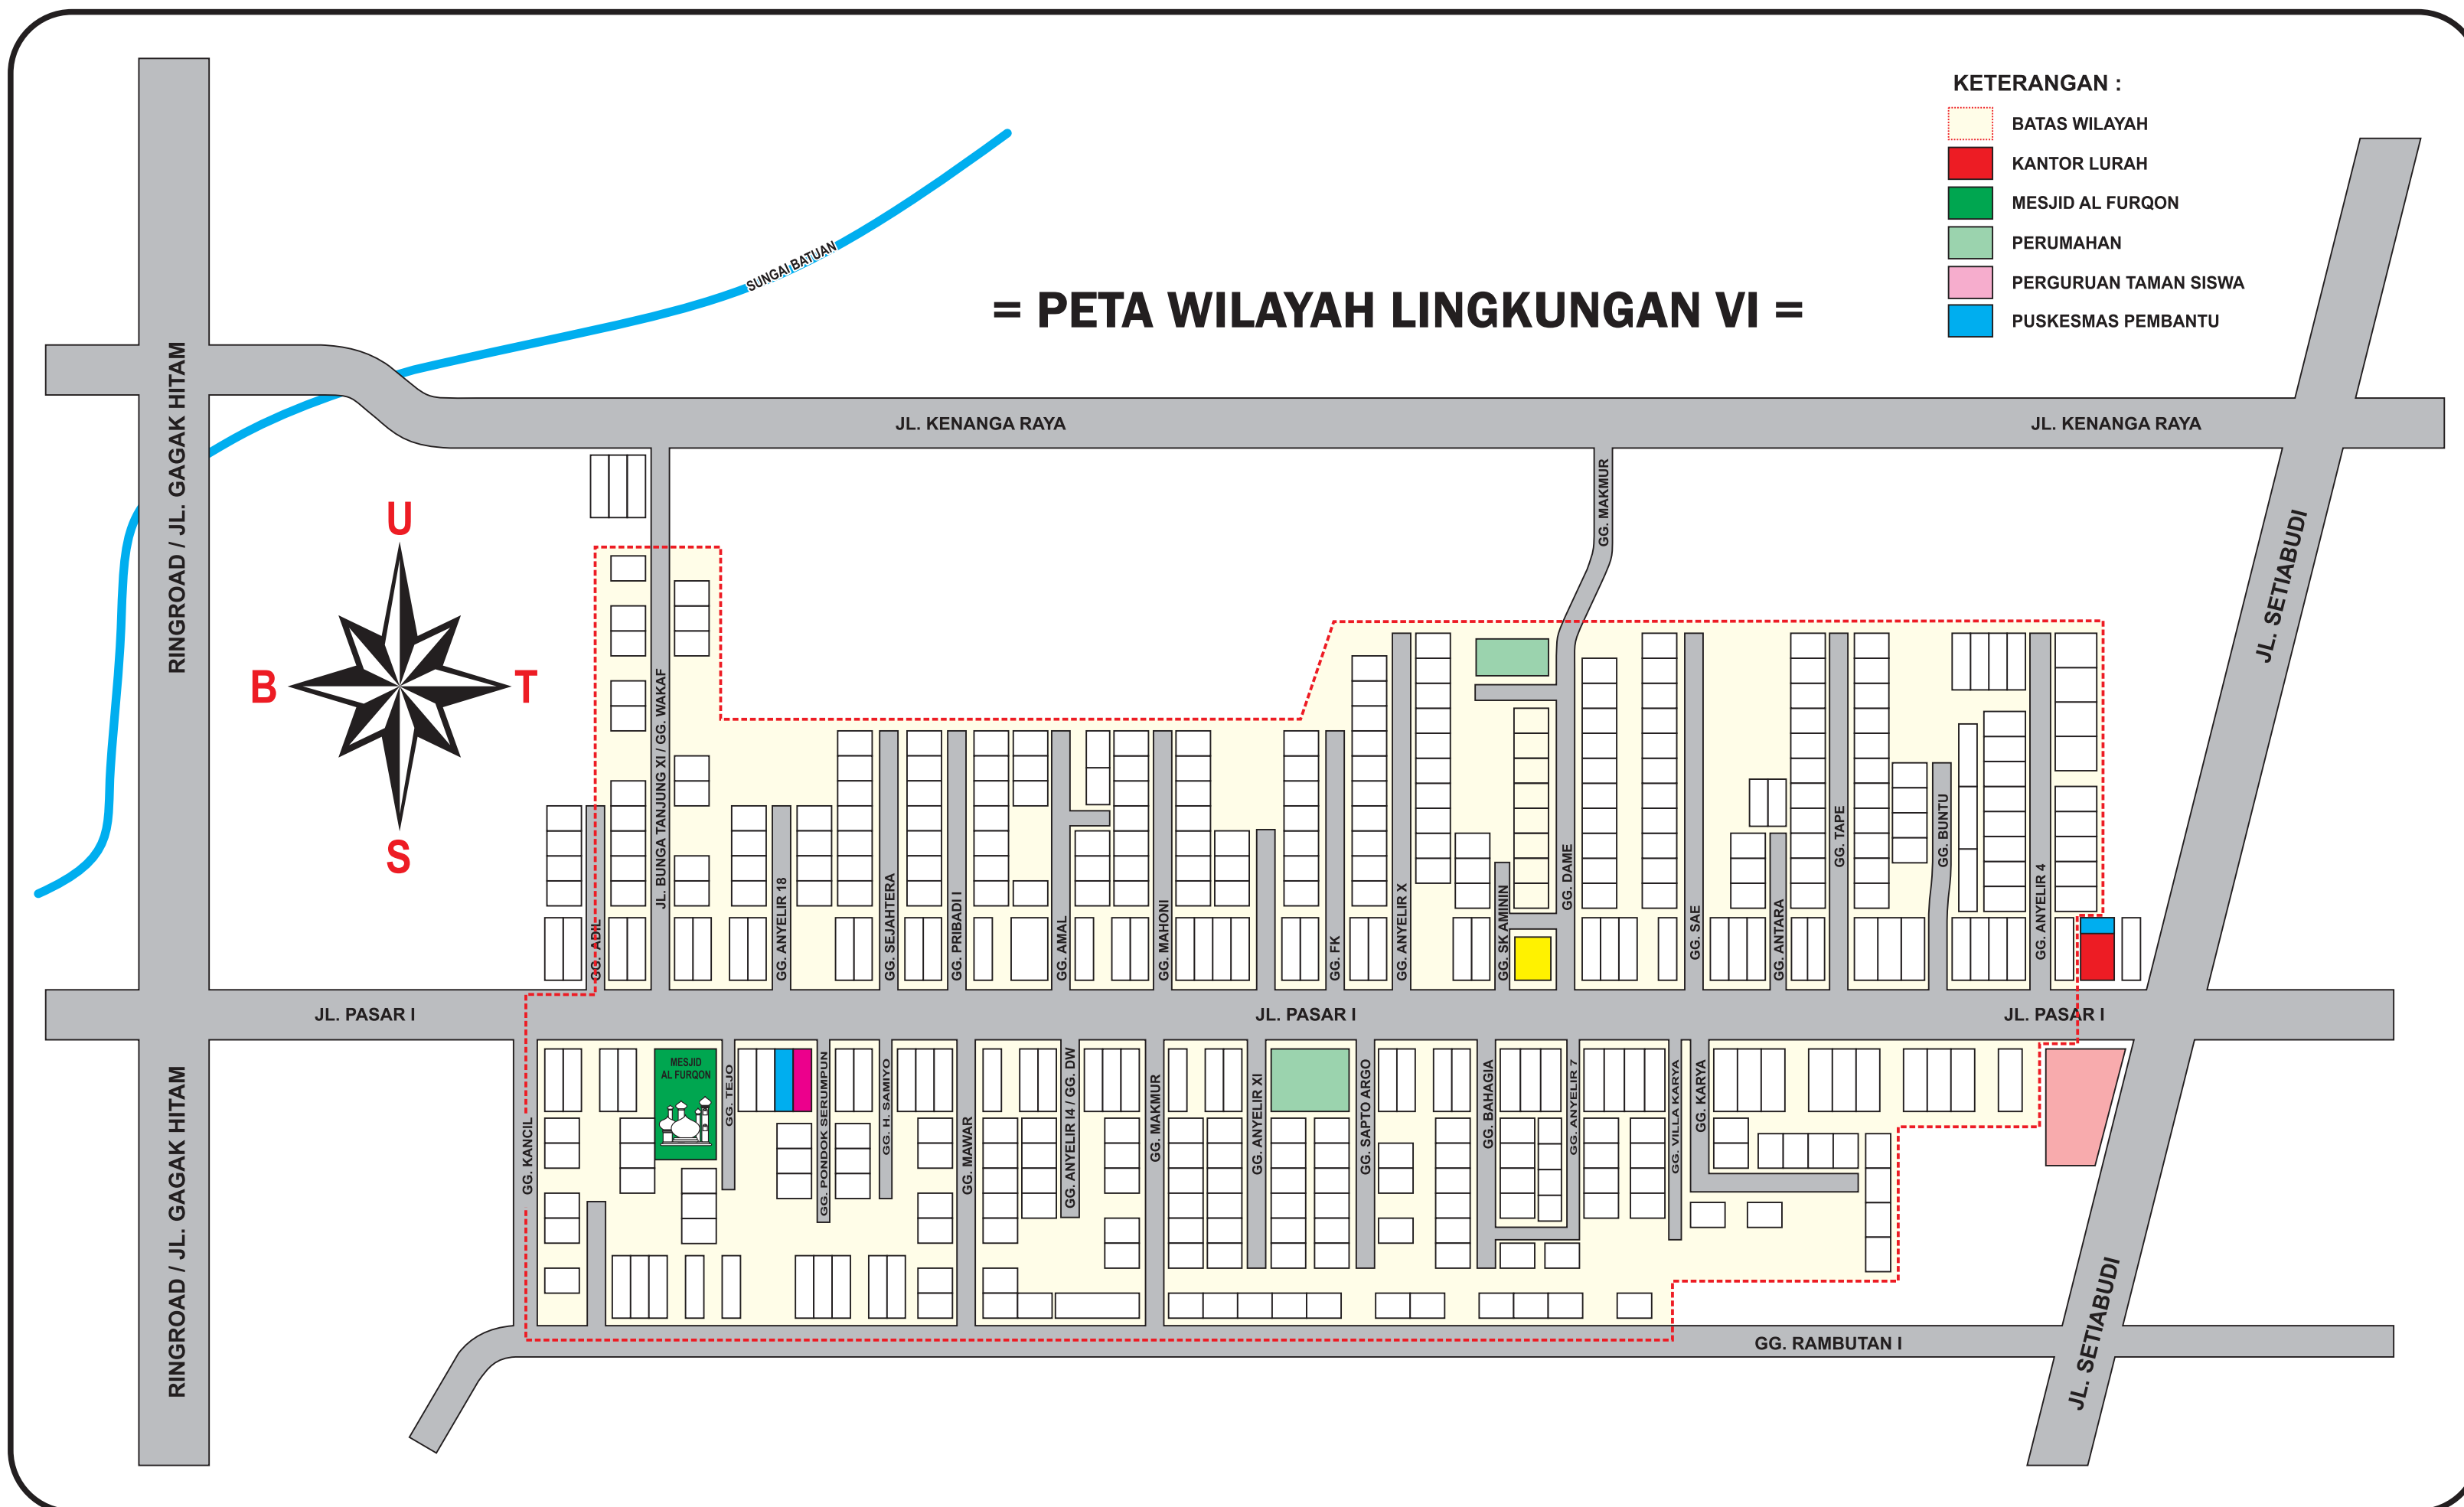 KETERANGAN :
BATAS WILAYAH
KANTOR LURAH
MESJID AL FURQON
PERUMAHAN
PERGURUAN TAMAN SISWA
PUSKESMAS PEMBANTU
SUNGAI BATUAN
= PETA WILAYAH LINGKUNGAN VI =
RINGROAD / JL. GAGAK HITAM
JL. KENANGA RAYA
JL. KENANGA RAYA
GG. MAKMUR
JL. SETIABUDI
U
B
T
S
GG. ADIL
JL. BUNGA TANJUNG XI / GG. WAKAF
GG. ANYELIR 18
GG. SEJAHTERA
GG. PRIBADI I
GG. AMAL
GG. MAHONI
GG. FK
GG. ANYELIR X
GG. SK AMININ
GG. DAME
GG. SAE
GG. ANTARA
GG. TAPE
GG. BUNTU
GG. ANYELIR 4
JL. PASAR I
JL. PASAR I
JL. PASAR I
RINGROAD / JL. GAGAK HITAM
GG. KANCIL
MESJID
AL FURQON
GG. TEJO
GG. PONDOK SERUMPUN
GG. H. SAMIYO
GG. MAWAR
GG. ANYELIR I4 / GG. DW
GG. MAKMUR
GG. ANYELIR XI
GG. SAPTO ARGO
GG. BAHAGIA
GG. ANYELIR 7
GG. VILLA KARYA
GG. KARYA
JL. SETIABUDI
GG. RAMBUTAN I